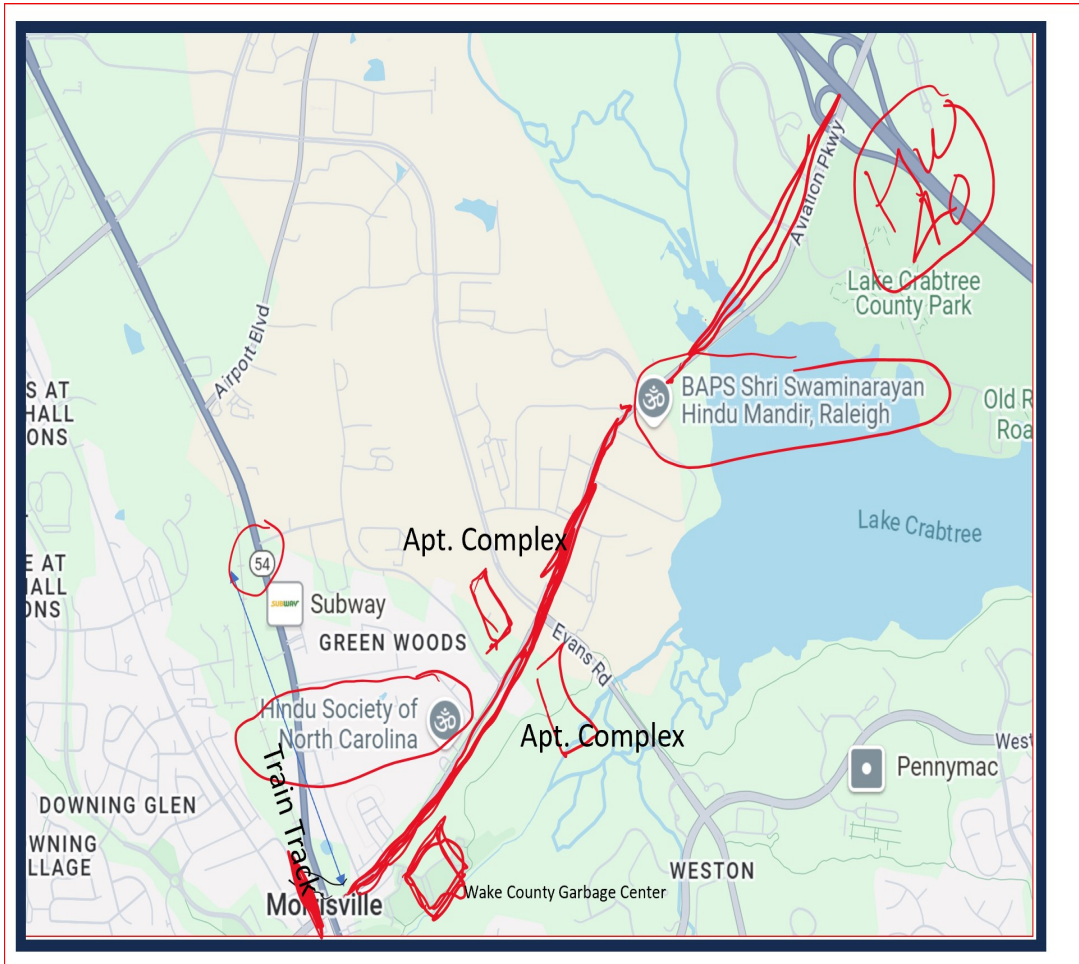 Aviation Pkwy
Lake Crabtree
County Park
Airport Blvd
BAPS Shri Swaminarayan
Hindu Mandir, Raleigh
S AT
HALL
ONS
Old R
Roa
Lake Crabtree
Apt. Complex
54
E AT
HALL
ONS
SUBWAY
Subway
GREEN WOODS
Evans Rd
Hindu Society of
North Carolina
Apt. Complex
West
Pennymac
Train Track
DOWNING GLEN
WNING
LLAGE
WESTON
Wake County Garbage Center
Morrisville